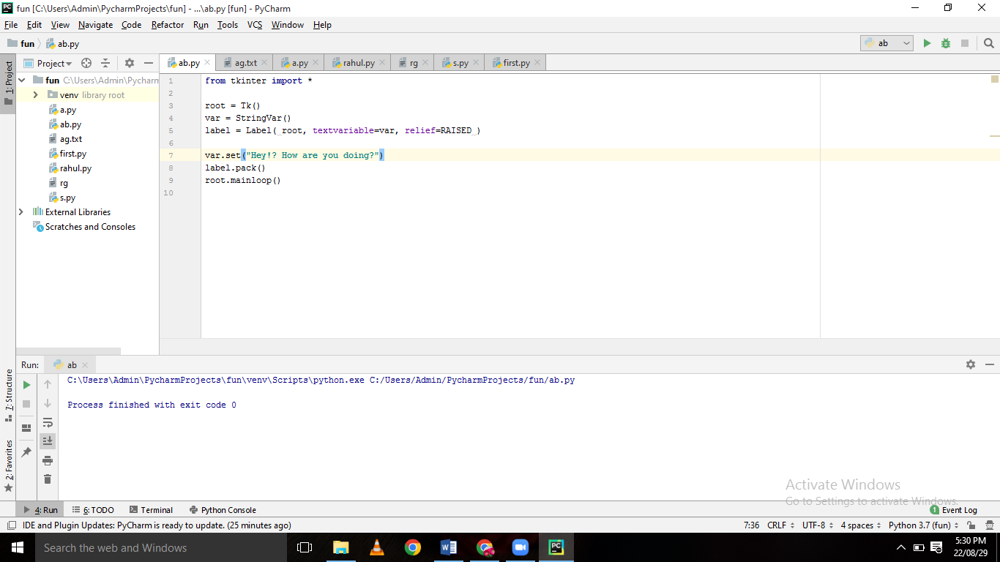 fun [C:\Users\Admin\PycharmProjects\fun] - ...\ab.py [fun] - PyCharm
File Edit View Navigate Code Refactor Run Tools VCS Window Help
fun ab.py ab
1: Project
Project
ab.py ag.txt a.py rahul.py rg s.py first.py
fun C:\Users\Admin\Pycharm
venv library root
a.py
ab.py
ag.txt
first.py
rahul.py
rg
s.py
External Libraries
Scratches and Consoles
1 from tkinter import *
2
3 root = Tk()
4 var = StringVar()
5 label = Label( root, textvariable=var, relief=RAISED )
6
7 var.set("Hey!? How are you doing?")
8 label.pack()
9 root.mainloop()
10
Run: ab
7: Structure
2: Favorites
C:\Users\Admin\PycharmProjects\fun\venv\Scripts\python.exe C:/Users/Admin/PycharmProjects/fun/ab.py
Process finished with exit code 0
Activate Windows
Go to Settings to activate Windows.
4: Run 6: TODO Terminal Python Console 1 Event Log
IDE and Plugin Updates: PyCharm is ready to update. (25 minutes ago) 7:36 CRLF UTF-8 4 spaces Python 3.7 (fun)
Search the web and Windows
PC
5:30 PM
22/08/29